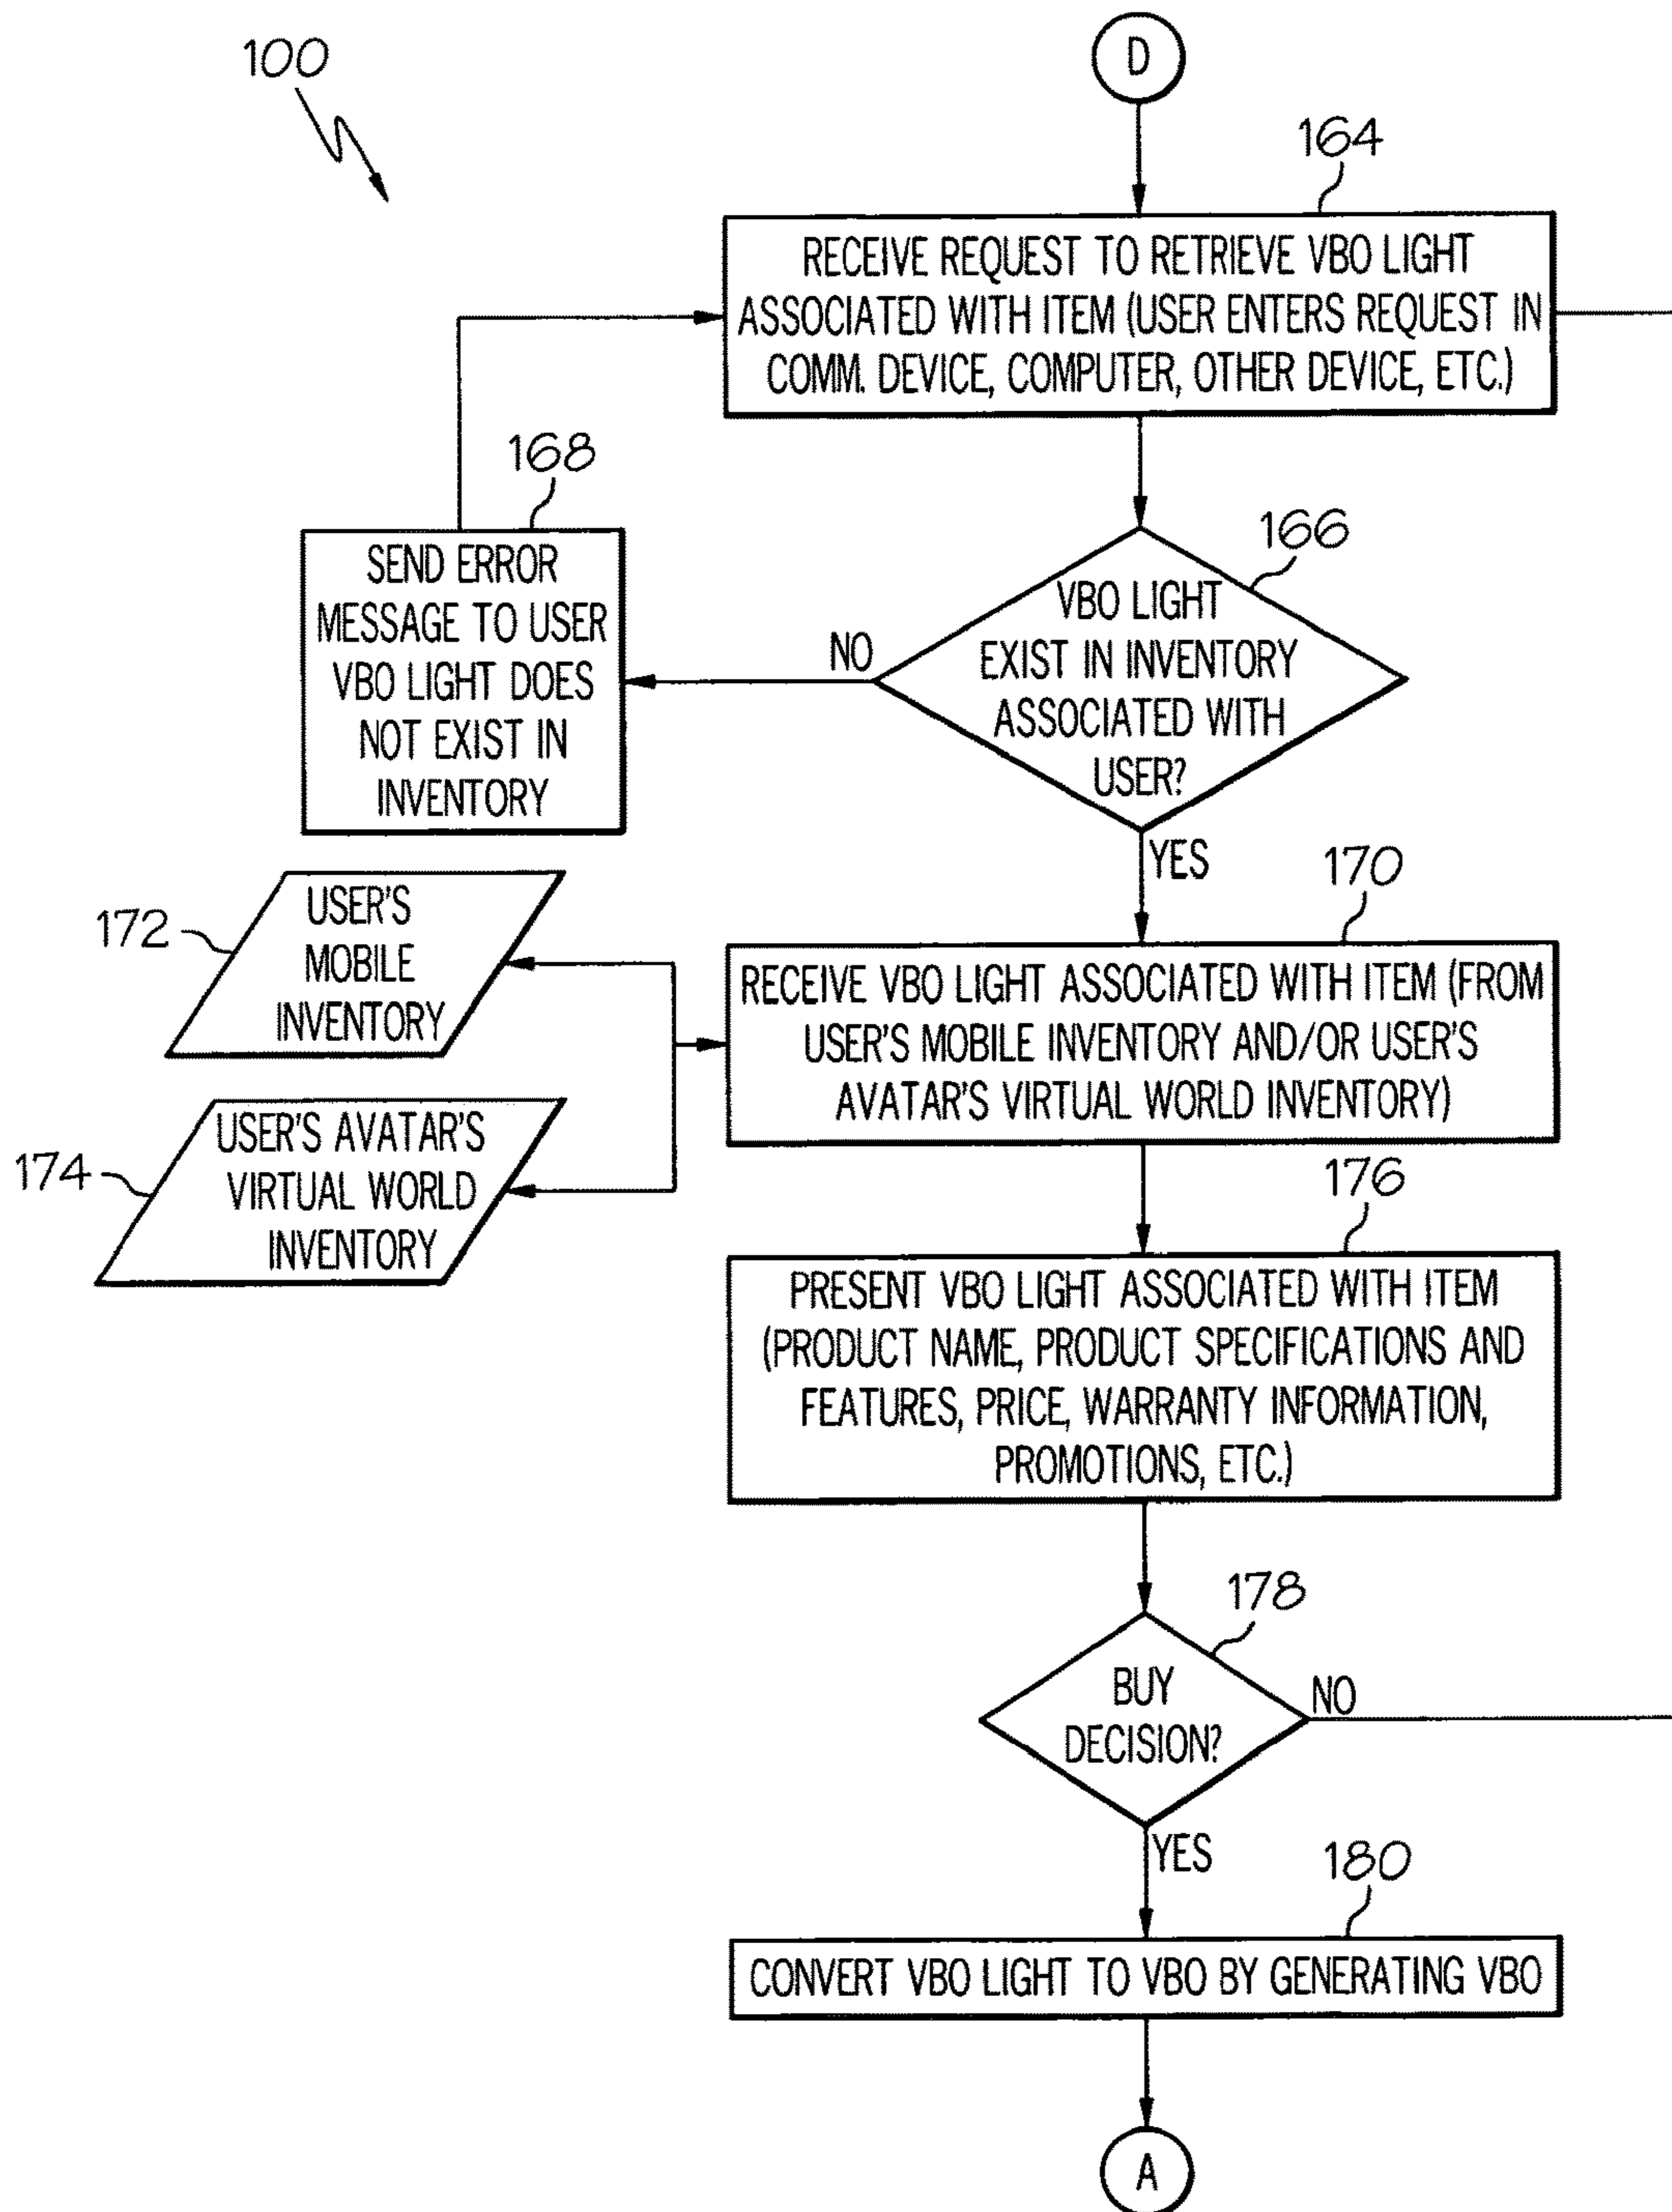 100
D
164
RECEIVE REQUEST TO RETRIEVE VBO LIGHT
ASSOCIATED WITH ITEM (USER ENTERS REQUEST IN
COMM. DEVICE, COMPUTER, OTHER DEVICE, ETC.)
168
SEND ERROR
MESSAGE TO USER
VBO LIGHT DOES
NOT EXIST IN
INVENTORY
166
VBO LIGHT
EXIST IN INVENTORY
ASSOCIATED WITH
USER?
NO
YES
172
USER'S
MOBILE
INVENTORY
170
RECEIVE VBO LIGHT ASSOCIATED WITH ITEM (FROM
USER'S MOBILE INVENTORY AND/OR USER'S
AVATAR'S VIRTUAL WORLD INVENTORY)
174
USER'S AVATAR'S
VIRTUAL WORLD
INVENTORY
176
PRESENT VBO LIGHT ASSOCIATED WITH ITEM
(PRODUCT NAME, PRODUCT SPECIFICATIONS AND
FEATURES, PRICE, WARRANTY INFORMATION,
PROMOTIONS, ETC.)
178
BUY
DECISION?
NO
YES
180
CONVERT VBO LIGHT TO VBO BY GENERATING VBO
A